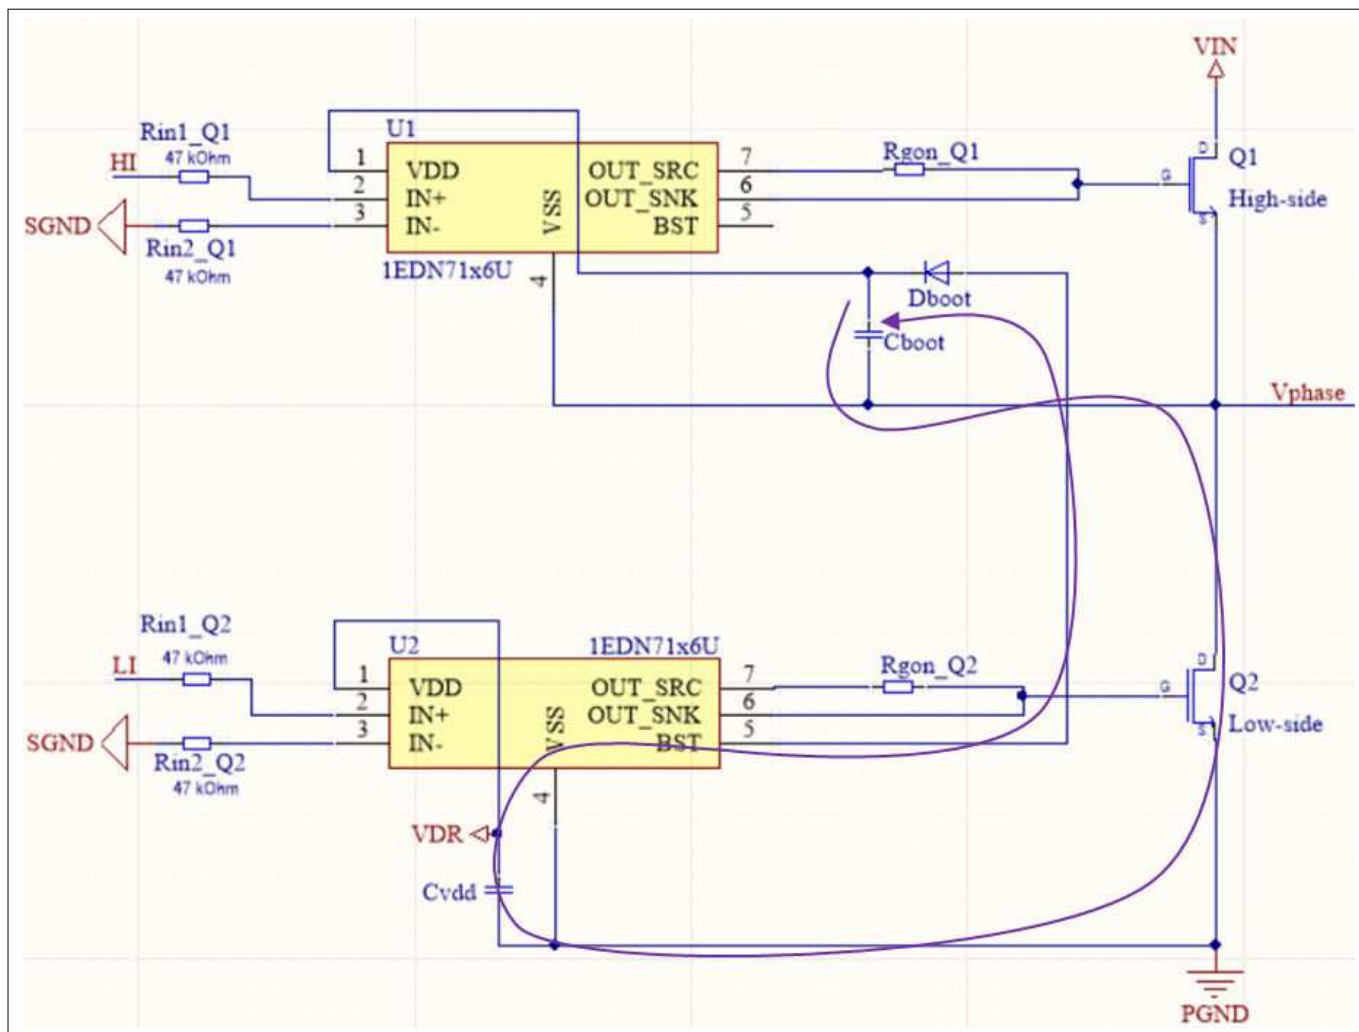 VIN
Rin1_Q1
47 kOhm
HI
SGND
Rin2_Q1
47 kOhm
U1
1
2
3
VDD
IN+
IN-
VSS
OUT_SRC
OUT_SNK
BST
7
6
5
4
1EDN71x6U
Rgon_Q1
D
G
S
Q1
High-side
Dboot
Cboot
Vphase
Rin1_Q2
47 kOhm
LI
SGND
Rin2_Q2
47 kOhm
U2
1EDN71x6U
1
2
3
VDD
IN+
IN-
VSS
OUT_SRC
OUT_SNK
BST
7
6
5
4
Rgon_Q2
D
G
S
Q2
Low-side
VDR
Cvdd
PGND